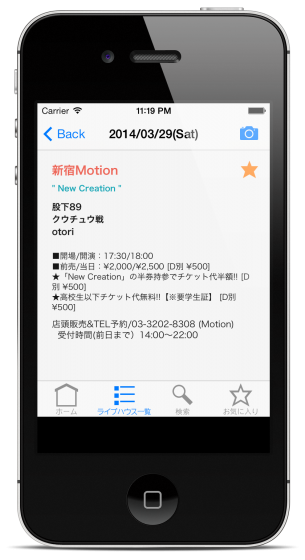 Carrier 11:19 PM
Back 2014/03/29(Sat)
新宿Motion
" New Creation "
股下89
クウチュウ戦
otori
■開場/開演：17:30/18:00
■前売/当日：¥2,000/¥2,500 [D別 ¥500]
★「New Creation」の半券持参でチケット代半額!! [D
別 ¥500]
★高校生以下チケット代無料!!【※要学生証】 [D別
¥500]
店頭販売&TEL予約/03-3202-8308 (Motion)
受付時間(前日まで）14:00〜22:00
ホーム ライブハウス一覧 検索 お気に入り